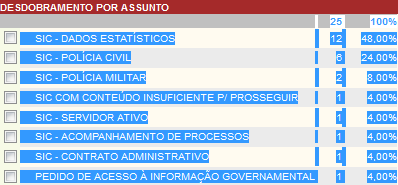 DESDOBRAMENTO POR ASSUNTO
25 100%
SIC - DADOS ESTATÍSTICOS 12 48,00%
SIC - POLÍCIA CIVIL 6 24,00%
SIC - POLÍCIA MILITAR 2 8,00%
SIC COM CONTEÚDO INSUFICIENTE P/ PROSSEGUIR 1 4,00%
SIC - SERVIDOR ATIVO 1 4,00%
SIC - ACOMPANHAMENTO DE PROCESSOS 1 4,00%
SIC - CONTRATO ADMINISTRATIVO 1 4,00%
PEDIDO DE ACESSO À INFORMAÇÃO GOVERNAMENTAL 1 4,00%